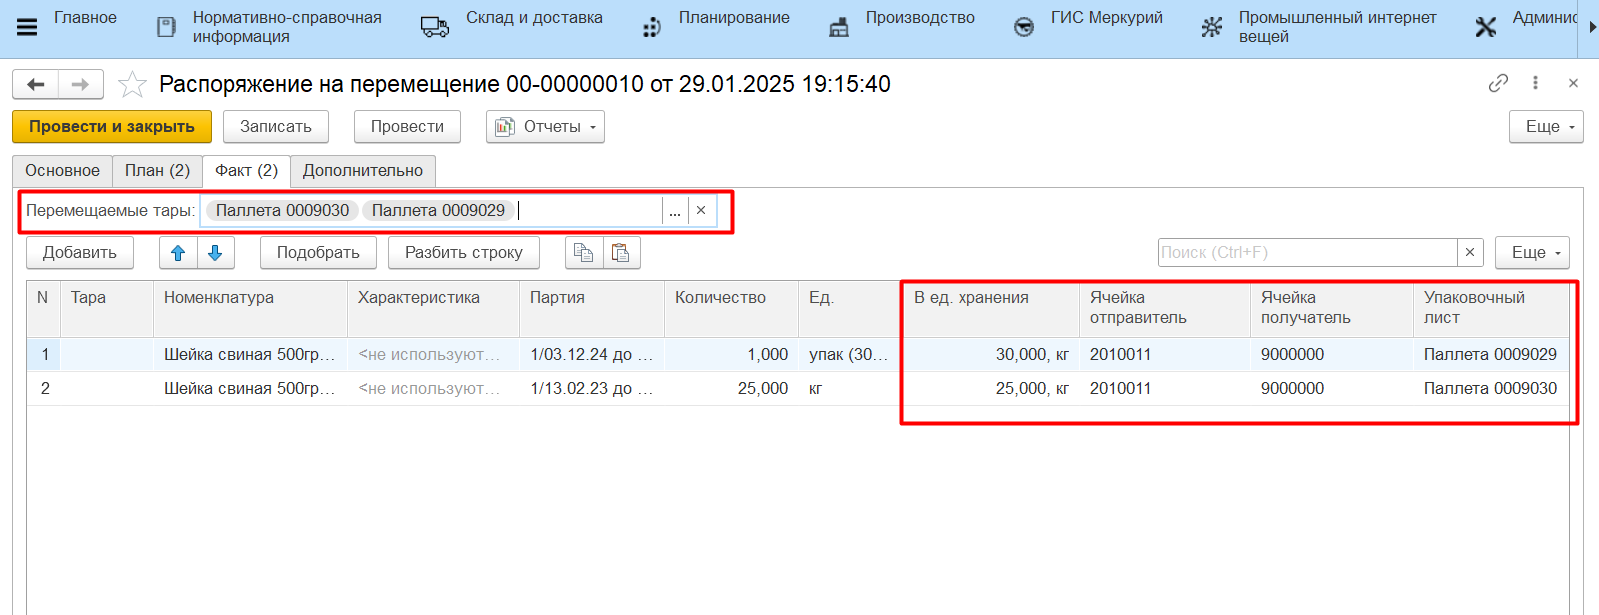 Главное
Нормативно-справочная
информация
Склад и доставка
Планирование
Производство
ГИС Меркурий
Промышленный интернет
вещей
Админис
Распоряжение на перемещение 00-00000010 от 29.01.2025 19:15:40
Провести и закрыть
Записать
Провести
Отчеты
Еще
Основное
План (2)
Факт (2)
Дополнительно
Перемещаемые тары: Паллета 0009030 Паллета 0009029 ...
Добавить
Подобрать
Разбить строку
Поиск (Ctrl+F)
Еще
N Тара Номенклатура Характеристика Партия Количество Ед. В ед. хранения Ячейка отправитель Ячейка получатель Упаковочный лист
1 Шейка свиная 500гр... <не используют... 1/03.12.24 до ... 1,000 упак (30... 30,000, кг 2010011 9000000 Паллета 0009029
2 Шейка свиная 500гр... <не используют... 1/13.02.23 до ... 25,000 кг 25,000, кг 2010011 9000000 Паллета 0009030